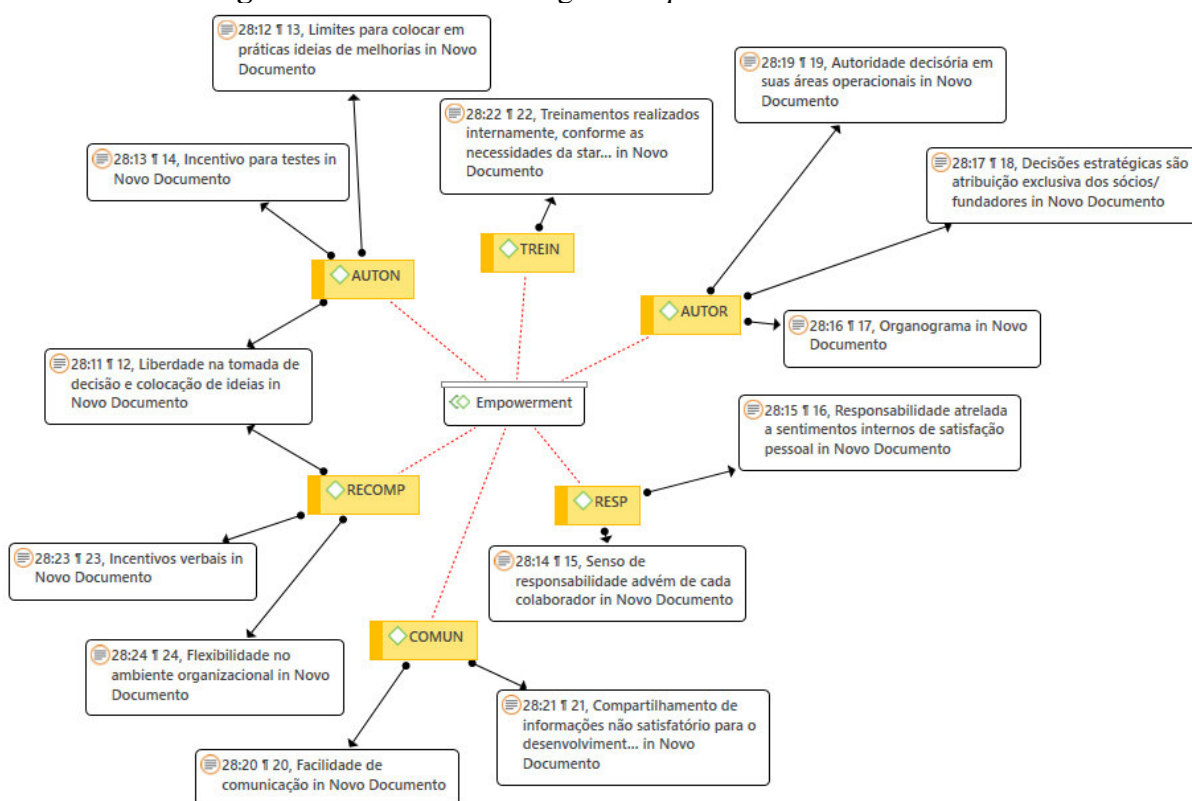 28:12 ¶ 13, Limites para colocar em
práticas ideias de melhorias in Novo
Documento
28:19 ¶ 19, Autoridade decisória em
suas áreas operacionais in Novo
Documento
28:22 ¶ 22, Treinamentos realizados
internamente, conforme as
necessidades da star... in Novo
Documento
28:13 ¶ 14, Incentivo para testes in
Novo Documento
28:17 ¶ 18, Decisões estratégicas são
atribuição exclusiva dos sócios/
fundadores in Novo Documento
TREIN
AUTON
AUTOR
28:16 ¶ 17, Organograma in Novo
Documento
28:11 ¶ 12, Liberdade na tomada de
decisão e colocação de ideias in
Novo Documento
Empowerment
28:15 ¶ 16, Responsabilidade atrelada
a sentimentos internos de satisfação
pessoal in Novo Documento
RECOMP
RESP
28:23 ¶ 23, Incentivos verbais in
Novo Documento
28:14 ¶ 15, Senso de
responsabilidade advém de cada
colaborador in Novo Documento
COMUN
28:24 ¶ 24, Flexibilidade no
ambiente organizacional in Novo
Documento
28:21 ¶ 21, Compartilhamento de
informações não satisfatório para o
desenvolviment... in Novo
Documento
28:20 ¶ 20, Facilidade de
comunicação in Novo Documento